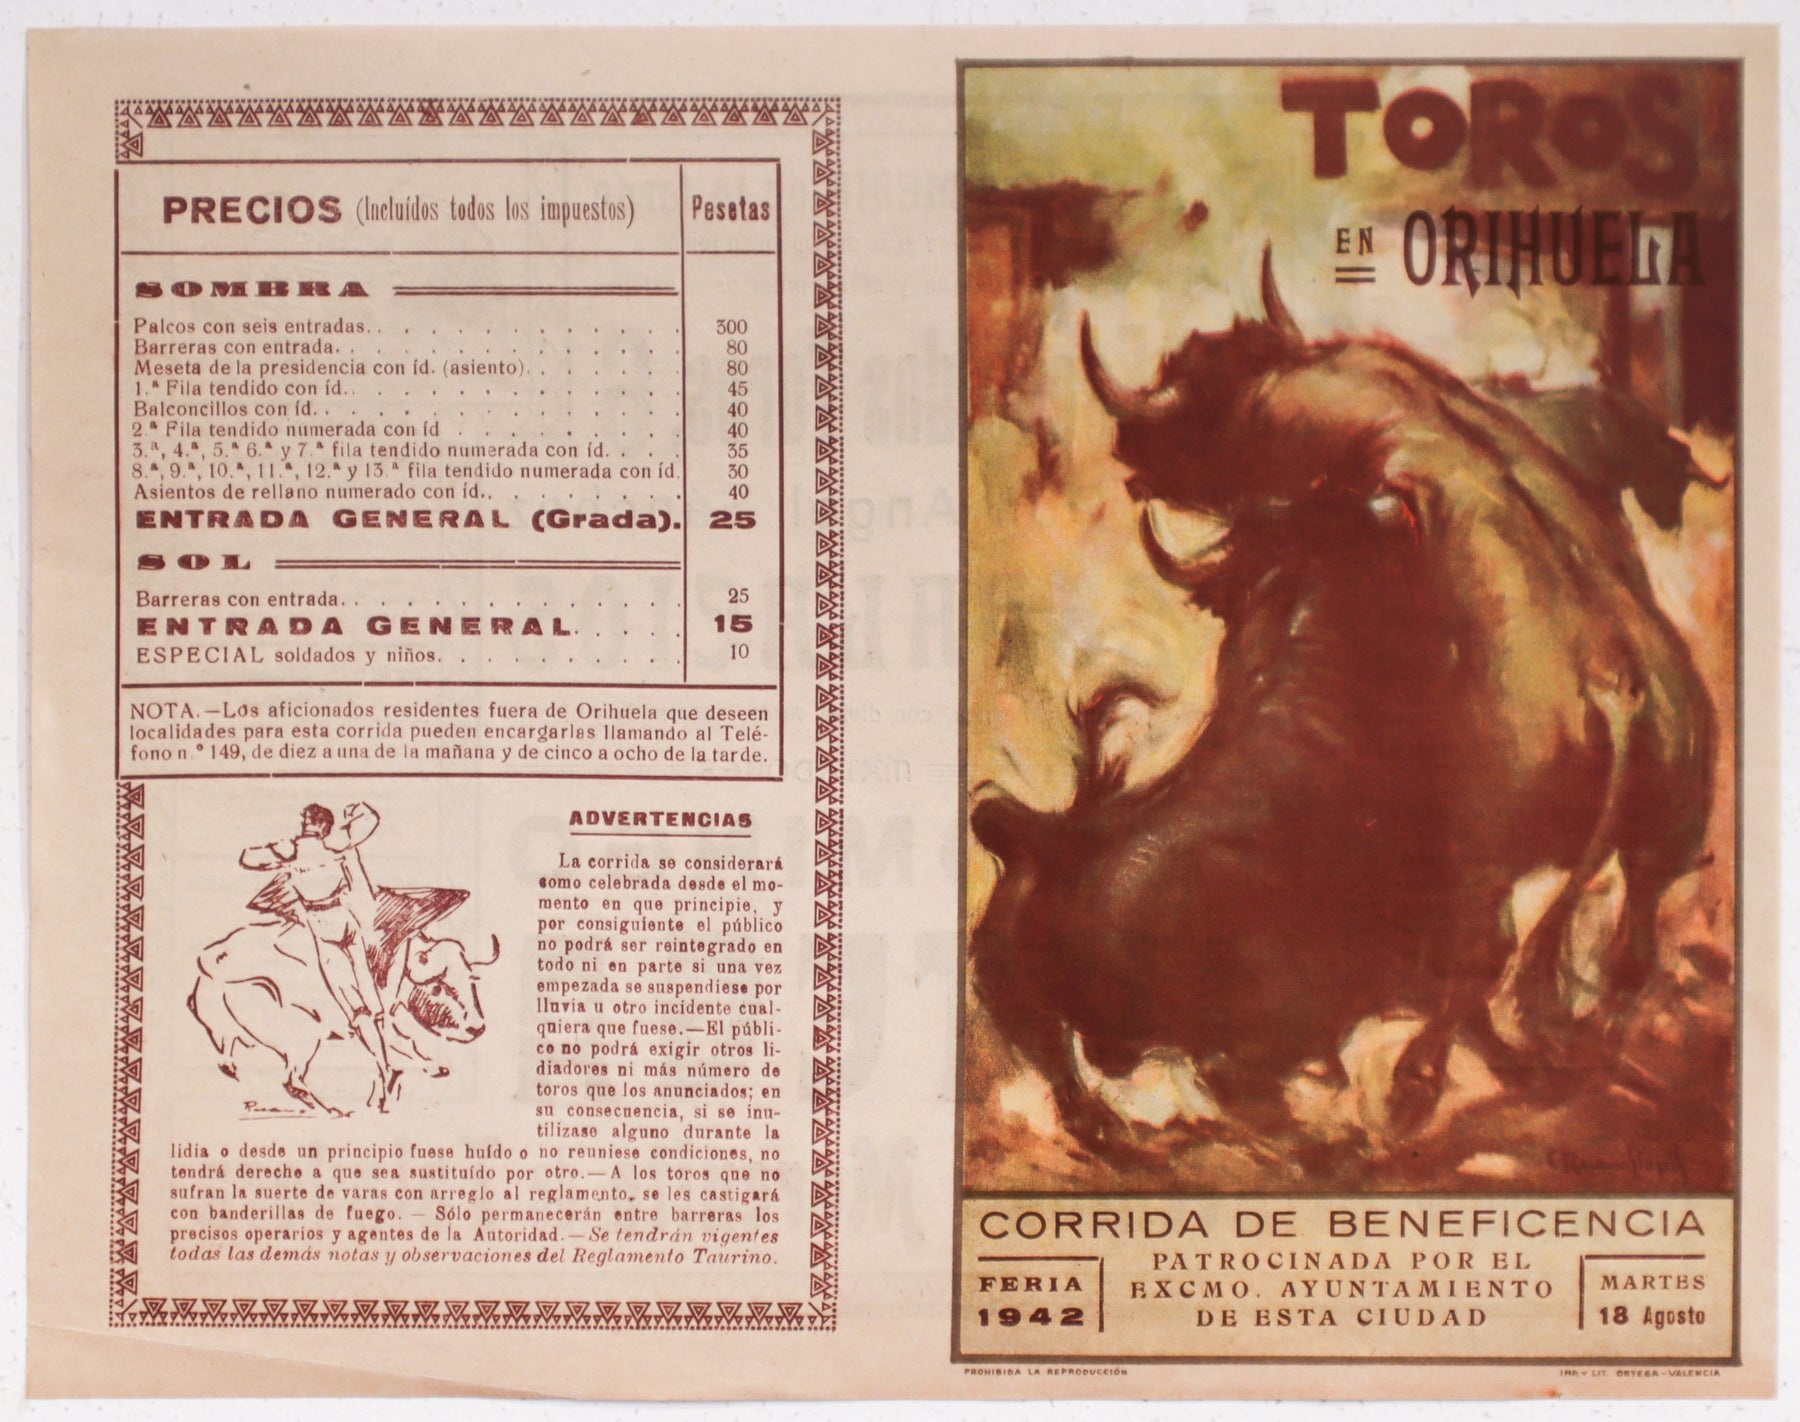 PRECIOS (Incluídos todos los impuestos) Pesetas
SOMBRA
Palcos con seis entradas. . . . . . . . . . . . . 300
Barreras con entrada. . . . . . . . . . . . . . 80
Meseta de la presidencia con íd. (asiento). . . . . . 80
1.ª Fila tendido con íd. . . . . . . . . . . . . . 45
Balconcillos con íd. . . . . . . . . . . . . . . 40
2.ª Fila tendido numerada con íd . . . . . . . . . 40
3.ª, 4.ª, 5.ª 6.ª y 7.ª fila tendido numerada con íd. . . . 35
8.ª, 9.ª, 10.ª, 11.ª, 12.ª y 13.ª fila tendido numerada con íd. 30
Asientos de rellano numerado con íd. . . . . . . . . 40
ENTRADA GENERAL (Grada). 25
SOL
Barreras con entrada. . . . . . . . . . . . . . 25
ENTRADA GENERAL. . . . . 15
ESPECIAL soldados y niños. . . . . . . . . . 10
NOTA.—Los aficionados residentes fuera de Orihuela que deseen
localidades para esta corrida pueden encargarlas llamando al Telé-
fono n.º 149, de diez a una de la mañana y de cinco a ocho de la tarde.
ADVERTENCIAS
La corrida se considerará
como celebrada desde el mo-
mento en que principie, y
por consiguiente el público
no podrá ser reintegrado en
todo ni en parte si una vez
empezada se suspendiese por
lluvia u otro incidente cual-
quiera que fuese.—El públi-
co no podrá exigir otros li-
diadores ni más número de
toros que los anunciados; en
su consecuencia, si se inu-
tilizase alguno durante la
lidia o desde un principio fuese huído o no reuniese condiciones, no
tendrá derecho a que sea sustituído por otro.—A los toros que no
sufran la suerte de varas con arreglo al reglamento, se les castigará
con banderillas de fuego. — Sólo permanecerán entre barreras los
precisos operarios y agentes de la Autoridad.—Se tendrán vigentes
todas las demás notas y observaciones del Reglamento Taurino.
TOROS
EN ORIHUELA
CORRIDA DE BENEFICENCIA
FERIA
1942
PATROCINADA POR EL
EXCMO. AYUNTAMIENTO
DE ESTA CIUDAD
MARTES
18 Agosto
PROHIBIDA LA REPRODUCCIÓN
IMP. Y LIT. ORTEGA-VALENCIA